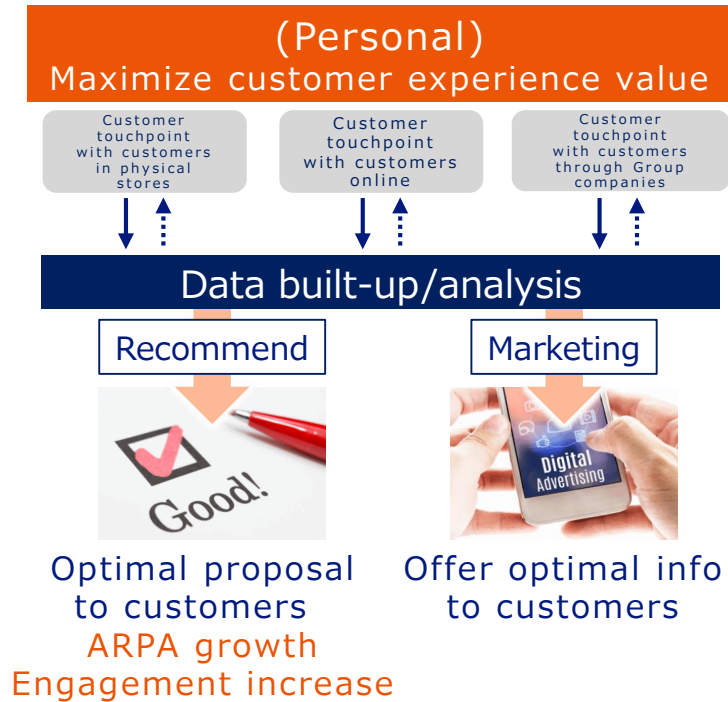 (Personal)
Maximize customer experience value
Customer
touchpoint
with customers
in physical
stores
Customer
touchpoint
with customers
online
Customer
touchpoint
with customers
through Group
companies
Data built-up/analysis
Recommend
Marketing
Good!
Digital
Advertising
Optimal proposal
to customers
ARPA growth
Engagement increase
Offer optimal info
to customers